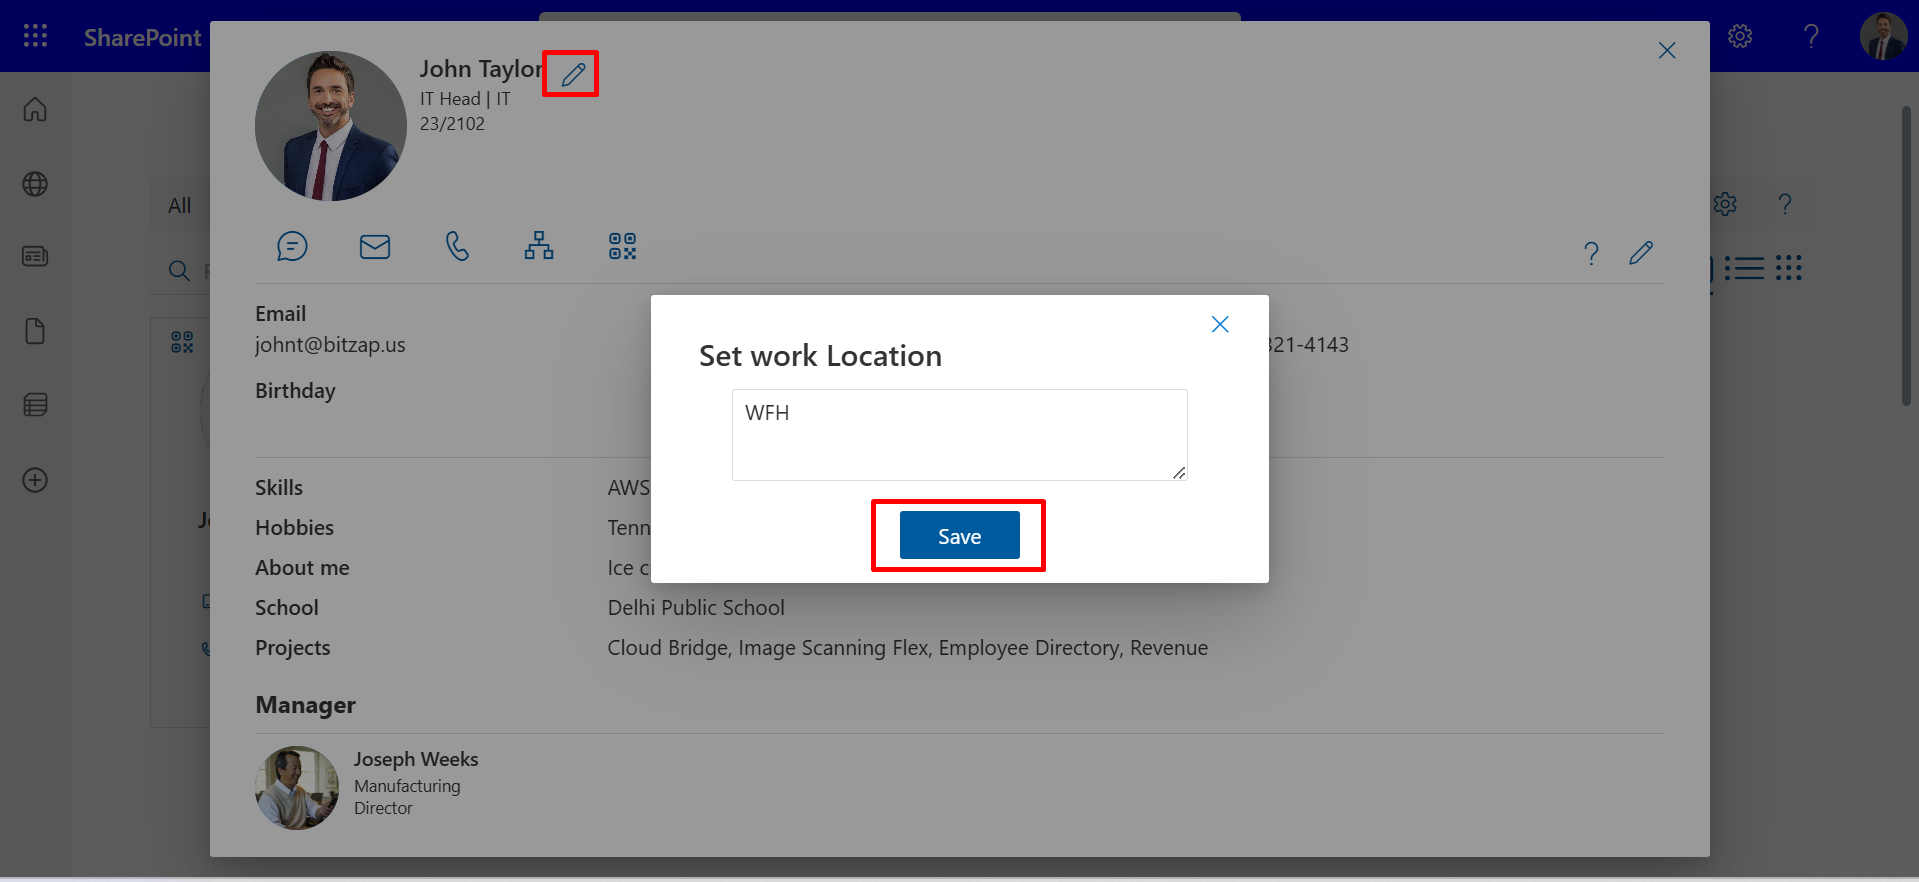 SharePoint
John Taylor
IT Head | IT
23/2102
All
Email
johnt@bitzap.us
321-4143
Birthday
Set work Location
WFH
Save
Skills
AWS
Hobbies
Tenn
About me
Ice c
School
Delhi Public School
Projects
Cloud Bridge, Image Scanning Flex, Employee Directory, Revenue
Manager
Joseph Weeks
Manufacturing
Director